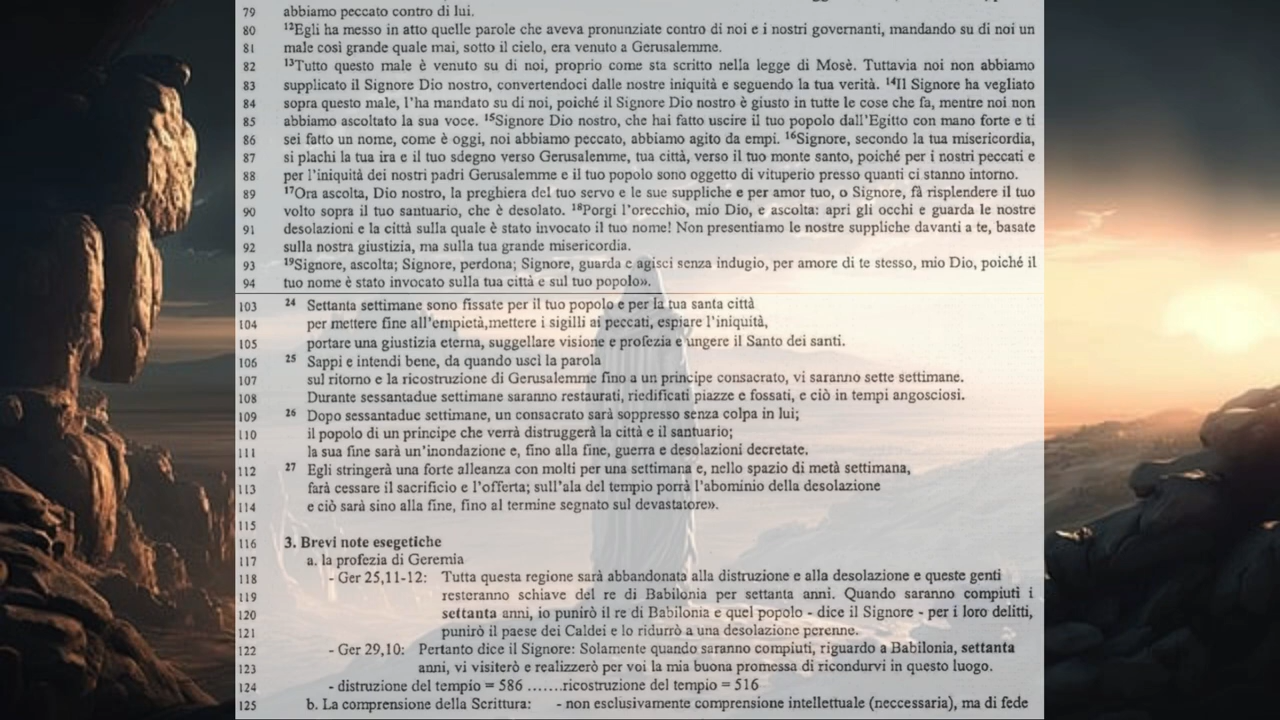 79 abbiamo peccato contro di lui.
80 ¹²Egli ha messo in atto quelle parole che aveva pronunziate contro di noi e i nostri governanti, mandando su di noi un
81 male così grande quale mai, sotto il cielo, era venuto a Gerusalemme.
82 ¹³Tutto questo male è venuto su di noi, proprio come sta scritto nella legge di Mosè. Tuttavia noi non abbiamo
83 supplicato il Signore Dio nostro, convertendoci dalle nostre iniquità e seguendo la tua verità. ¹⁴Il Signore ha vegliato
84 sopra questo male, l'ha mandato su di noi, poiché il Signore Dio nostro è giusto in tutte le cose che fa, mentre noi non
85 abbiamo ascoltato la sua voce. ¹⁵Signore Dio nostro, che hai fatto uscire il tuo popolo dall'Egitto con mano forte e ti
86 sei fatto un nome, come è oggi, noi abbiamo peccato, abbiamo agito da empi. ¹⁶Signore, secondo la tua misericordia,
87 si plachi la tua ira e il tuo sdegno verso Gerusalemme, tua città, verso il tuo monte santo, poiché per i nostri peccati e
88 per l'iniquità dei nostri padri Gerusalemme e il tuo popolo sono oggetto di vituperio presso quanti ci stanno intorno.
89 ¹⁷Ora ascolta, Dio nostro, la preghiera del tuo servo e le sue suppliche e per amor tuo, o Signore, fà risplendere il tuo
90 volto sopra il tuo santuario, che è desolato. ¹⁸Porgi l'orecchio, mio Dio, e ascolta: apri gli occhi e guarda le nostre
91 desolazioni e la città sulla quale è stato invocato il tuo nome! Non presentiamo le nostre suppliche davanti a te, basate
92 sulla nostra giustizia, ma sulla tua grande misericordia.
93 ¹⁹Signore, ascolta; Signore, perdona; Signore, guarda e agisci senza indugio, per amore di te stesso, mio Dio, poiché il
94 tuo nome è stato invocato sulla tua città e sul tuo popolo».
103 24 Settanta settimane sono fissate per il tuo popolo e per la tua santa città
104 per mettere fine all'empietà,mettere i sigilli ai peccati, espiare l'iniquità,
105 portare una giustizia eterna, suggellare visione e profezia e ungere il Santo dei santi.
106 25 Sappi e intendi bene, da quando uscì la parola
107 sul ritorno e la ricostruzione di Gerusalemme fino a un principe consacrato, vi saranno sette settimane.
108 Durante sessantadue settimane saranno restaurati, riedificati piazze e fossati, e ciò in tempi angosciosi.
109 26 Dopo sessantadue settimane, un consacrato sarà soppresso senza colpa in lui;
110 il popolo di un principe che verrà distruggerà la città e il santuario;
111 la sua fine sarà un'inondazione e, fino alla fine, guerra e desolazioni decretate.
112 27 Egli stringerà una forte alleanza con molti per una settimana e, nello spazio di metà settimana,
113 farà cessare il sacrificio e l'offerta; sull'ala del tempio porrà l'abominio della desolazione
114 e ciò sarà sino alla fine, fino al termine segnato sul devastatore».
115
116 3. Brevi note esegetiche
117 a. la profezia di Geremia
118 - Ger 25,11-12: Tutta questa regione sarà abbandonata alla distruzione e alla desolazione e queste genti
119 resteranno schiave del re di Babilonia per settanta anni. Quando saranno compiuti i
120 settanta anni, io punirò il re di Babilonia e quel popolo - dice il Signore - per i loro delitti,
121 punirò il paese dei Caldei e lo ridurrò a una desolazione perenne.
122 - Ger 29,10: Pertanto dice il Signore: Solamente quando saranno compiuti, riguardo a Babilonia, settanta
123 anni, vi visiterò e realizzerò per voi la mia buona promessa di ricondurvi in questo luogo.
124 - distruzione del tempio = 586 .......ricostruzione del tempio = 516
125 b. La comprensione della Scrittura: - non esclusivamente comprensione intellettuale (neccessaria), ma di fede